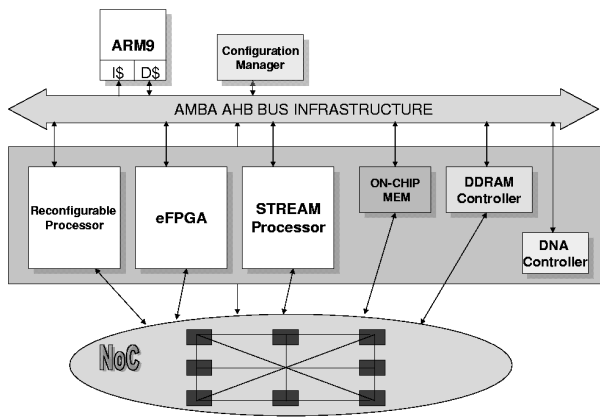 ARM9
I$ D$
Configuration
Manager
AMBA AHB BUS INFRASTRUCTURE
Reconfigurable
Processor
eFPGA
STREAM
Processor
ON-CHIP
MEM
DDRAM
Controller
DNA
Controller
NoC